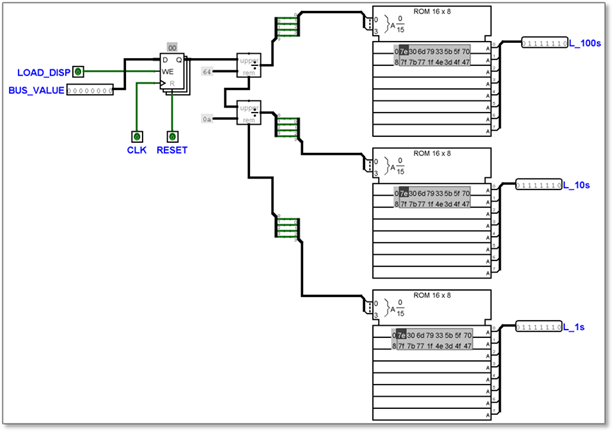 ROM 16 x 8
0
3
A
0
15
0 7e 30 6d 79 33 5b 5f 70
8 7f 7b 77 1f 4e 3d 4f 47
A
A
A
A
A
A
A
A
01111110
L_100s
00
D Q
WE
R
LOAD_DISP
BUS_VALUE
00000000
CLK
RESET
upper
rem
64
upper
rem
0a
ROM 16 x 8
0
3
A
0
15
0 7e 30 6d 79 33 5b 5f 70
8 7f 7b 77 1f 4e 3d 4f 47
A
A
A
A
A
A
A
A
01111110
L_10s
ROM 16 x 8
0
3
A
0
15
0 7e 30 6d 79 33 5b 5f 70
8 7f 7b 77 1f 4e 3d 4f 47
A
A
A
A
A
A
A
A
01111110
L_1s